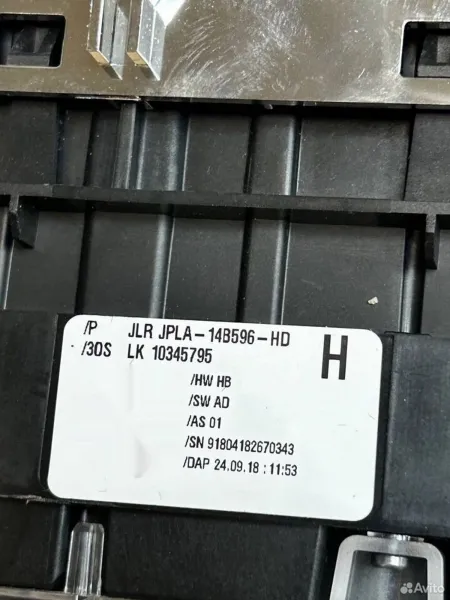 /P JLR JPLA-14B596-HD
/30S LK 10345795
H
/HW HB
/SW AD
/AS 01
/SN 91804182670343
/DAP 24.09.18 : 11:53
Avito